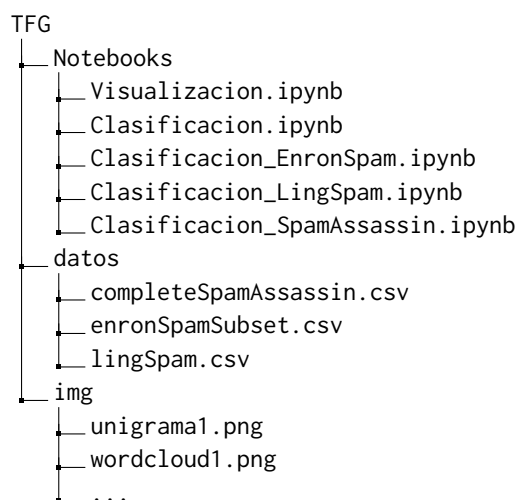 TFG
Notebooks
Visualizacion.ipynb
Clasificacion.ipynb
Clasificacion_EnronSpam.ipynb
Clasificacion_LingSpam.ipynb
Clasificacion_SpamAssassin.ipynb
datos
completeSpamAssassin.csv
enronSpamSubset.csv
lingSpam.csv
img
unigrama1.png
wordcloud1.png
...